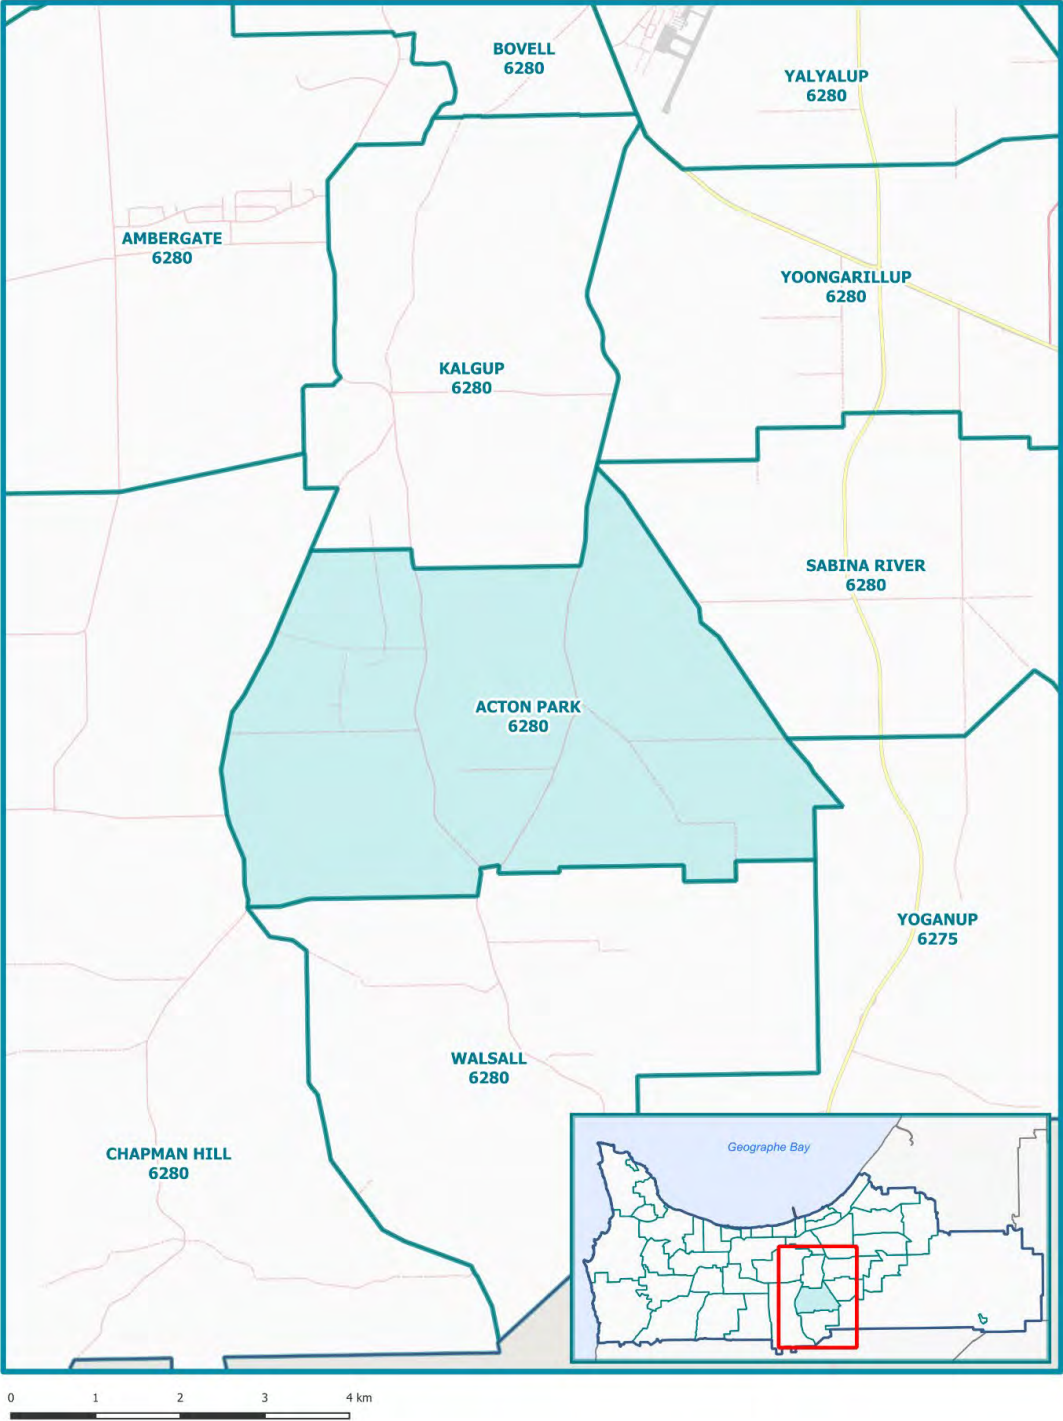 BOVELL
6280
YALYALUP
6280
AMBERGATE
6280
YOONGARILLUP
6280
KALGUP
6280
SABINA RIVER
6280
ACTON PARK
6280
YOGANUP
6275
WALSALL
6280
CHAPMAN HILL
6280
Geographe Bay
0 1 2 3 4 km